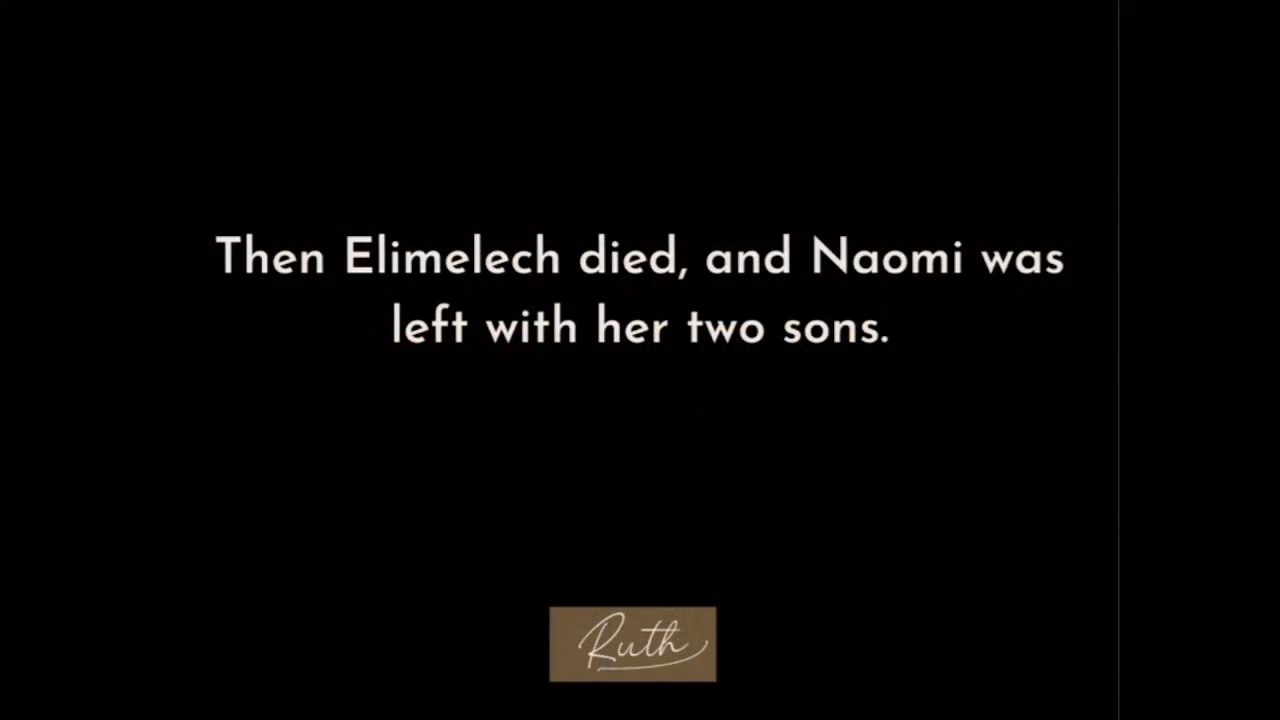 Then Elimelech died, and Naomi was
left with her two sons.
Ruth